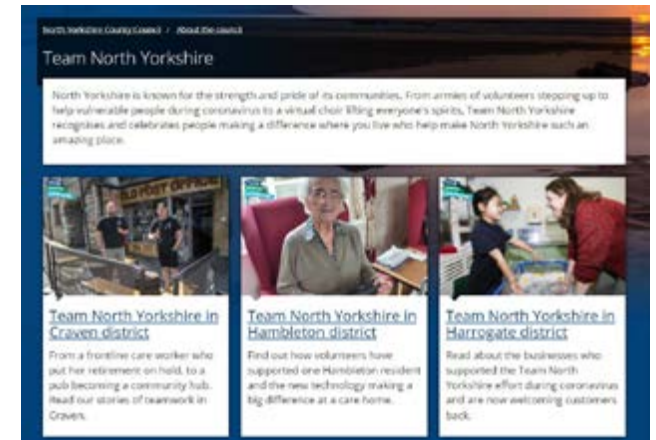 North Yorkshire County Council / About the council
Team North Yorkshire
North Yorkshire is known for the strength and pride of its communities. From armies of volunteers stepping up to
help vulnerable people during coronavirus to a virtual choir lifting everyone's spirits, Team North Yorkshire
recognises and celebrates people making a difference where you live who help make North Yorkshire such an
amazing place.
OLD POST OFFICE
Team North Yorkshire in
Craven district
From a frontline care worker who
put her retirement on hold, to a
pub becoming a community hub.
Read our stories of teamwork in
Craven.
Team North Yorkshire in
Hambleton district
Find out how volunteers have
supported one Hambleton resident
and the new technology making a
big difference at a care home.
Team North Yorkshire in
Harrogate district
Read about the businesses who
supported the Team North
Yorkshire effort during coronavirus
and are now welcoming customers
back.